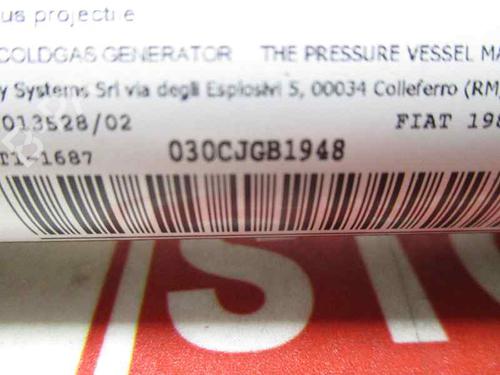 us projectile
COLDGAS GENERATOR THE PRESSURE VESSEL MA
y Systems Srl via degli Esplosivi 5, 00034 Colleferro (RM
013528/02 FIAT 198
T1-1687 030CJGB1948
STO